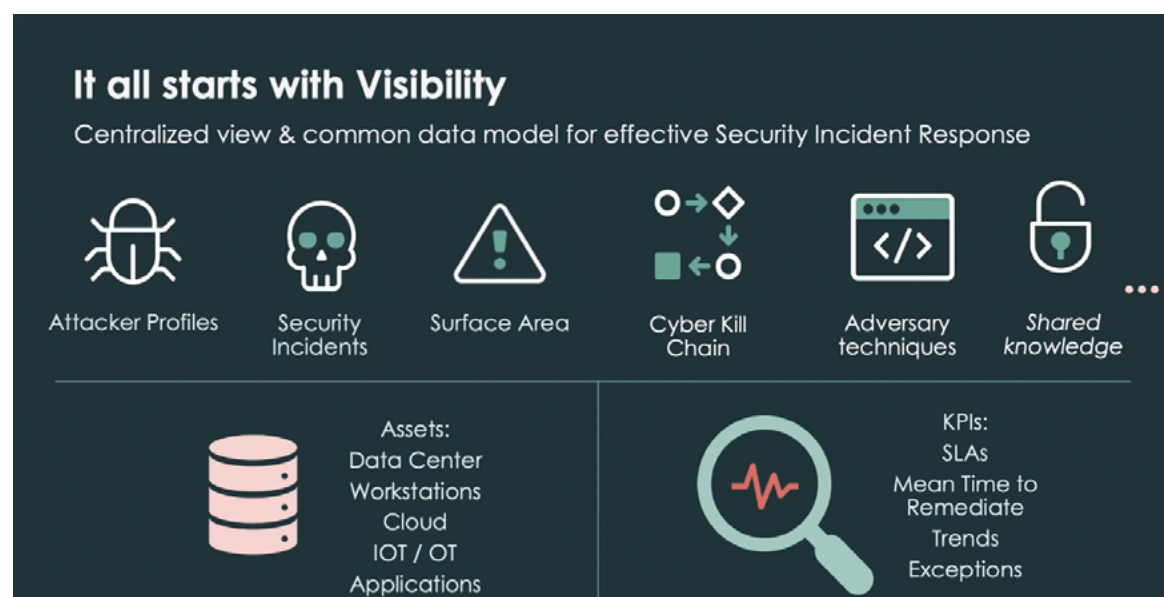 It all starts with Visibility
Centralized view & common data model for effective Security Incident Response
Attacker Profiles
Security
Incidents
Surface Area
Cyber Kill
Chain
</>
Adversary
techniques
Shared
knowledge
Assets:
Data Center
Workstations
Cloud
IOT / OT
Applications
KPIs:
SLAs
Mean Time to
Remediate
Trends
Exceptions